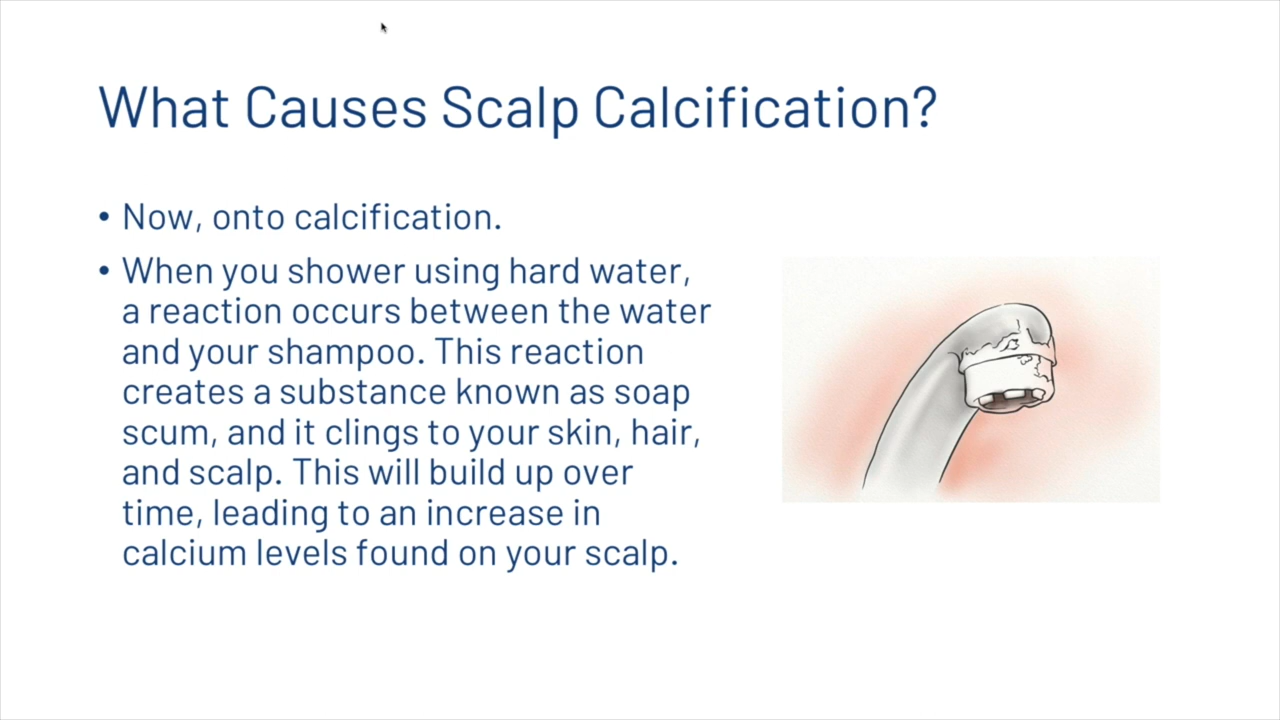 What Causes Scalp Calcification?
• Now, onto calcification.
• When you shower using hard water,
a reaction occurs between the water
and your shampoo. This reaction
creates a substance known as soap
scum, and it clings to your skin, hair,
and scalp. This will build up over
time, leading to an increase in
calcium levels found on your scalp.